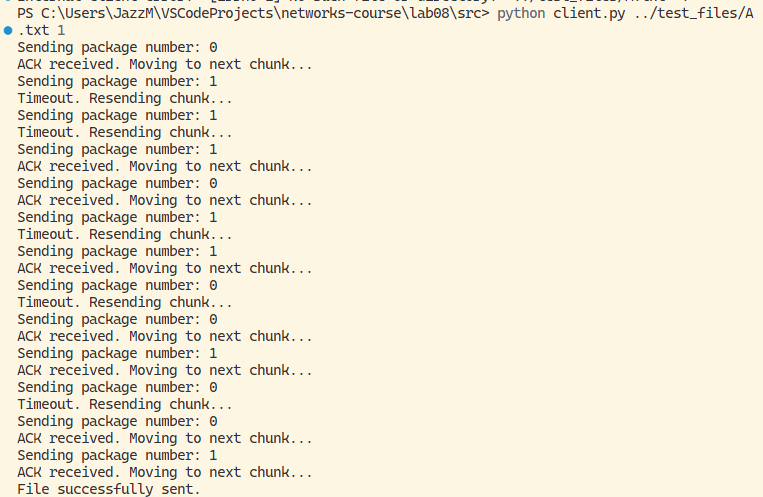 PS C:\Users\JazzM\VSCodeProjects\networks-course\lab08\src> python client.py ../test_files/A
.txt 1
Sending package number: 0
ACK received. Moving to next chunk...
Sending package number: 1
Timeout. Resending chunk...
Sending package number: 1
Timeout. Resending chunk...
Sending package number: 1
ACK received. Moving to next chunk...
Sending package number: 0
ACK received. Moving to next chunk...
Sending package number: 1
Timeout. Resending chunk...
Sending package number: 1
ACK received. Moving to next chunk...
Sending package number: 0
Timeout. Resending chunk...
Sending package number: 0
ACK received. Moving to next chunk...
Sending package number: 1
ACK received. Moving to next chunk...
Sending package number: 0
Timeout. Resending chunk...
Sending package number: 0
ACK received. Moving to next chunk...
Sending package number: 1
ACK received. Moving to next chunk...
File successfully sent.